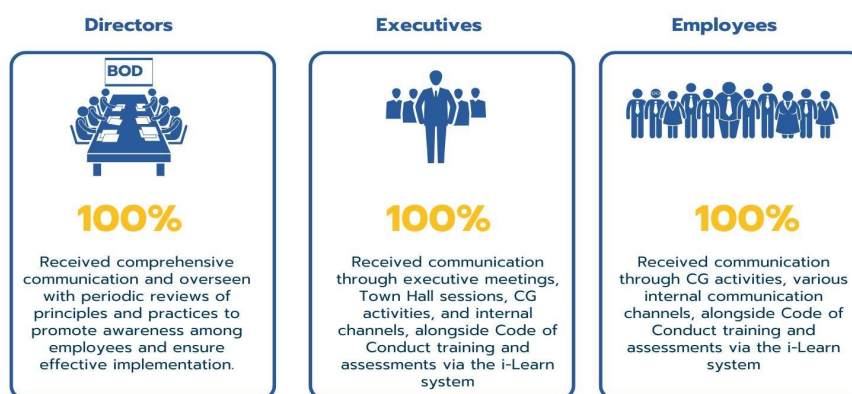 Directors
BOD
100%
Received comprehensive
communication and overseen
with periodic reviews of
principles and practices to
promote awareness among
employees and ensure
effective implementation.
Executives
100%
Received communication
through executive meetings,
Town Hall sessions, CG
activities, and internal
channels, alongside Code of
Conduct training and
assessments via the i-Learn
system
Employees
100%
Received communication
through CG activities, various
internal communication
channels, alongside Code of
Conduct training and
assessments via the i-Learn
system